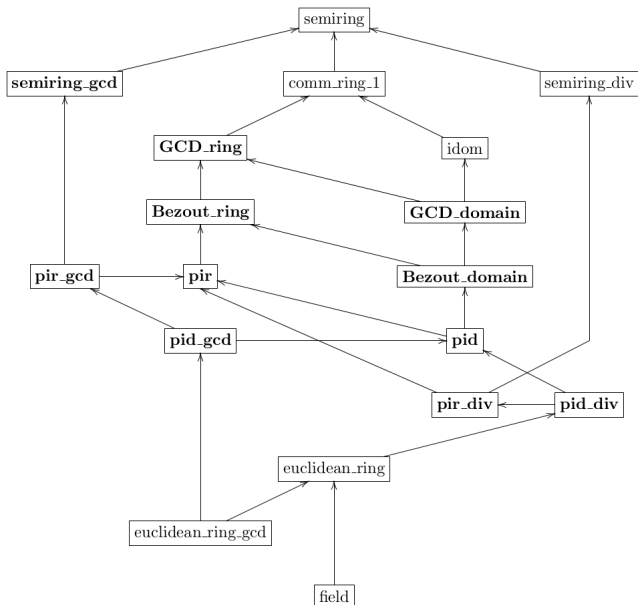 semiring
semiring_gcd
comm_ring_1
semiring_div
GCD_ring
idom
Bezout_ring
GCD_domain
pir_gcd
pir
Bezout_domain
pid_gcd
pid
pir_div
pid_div
euclidean_ring
euclidean_ring_gcd
field